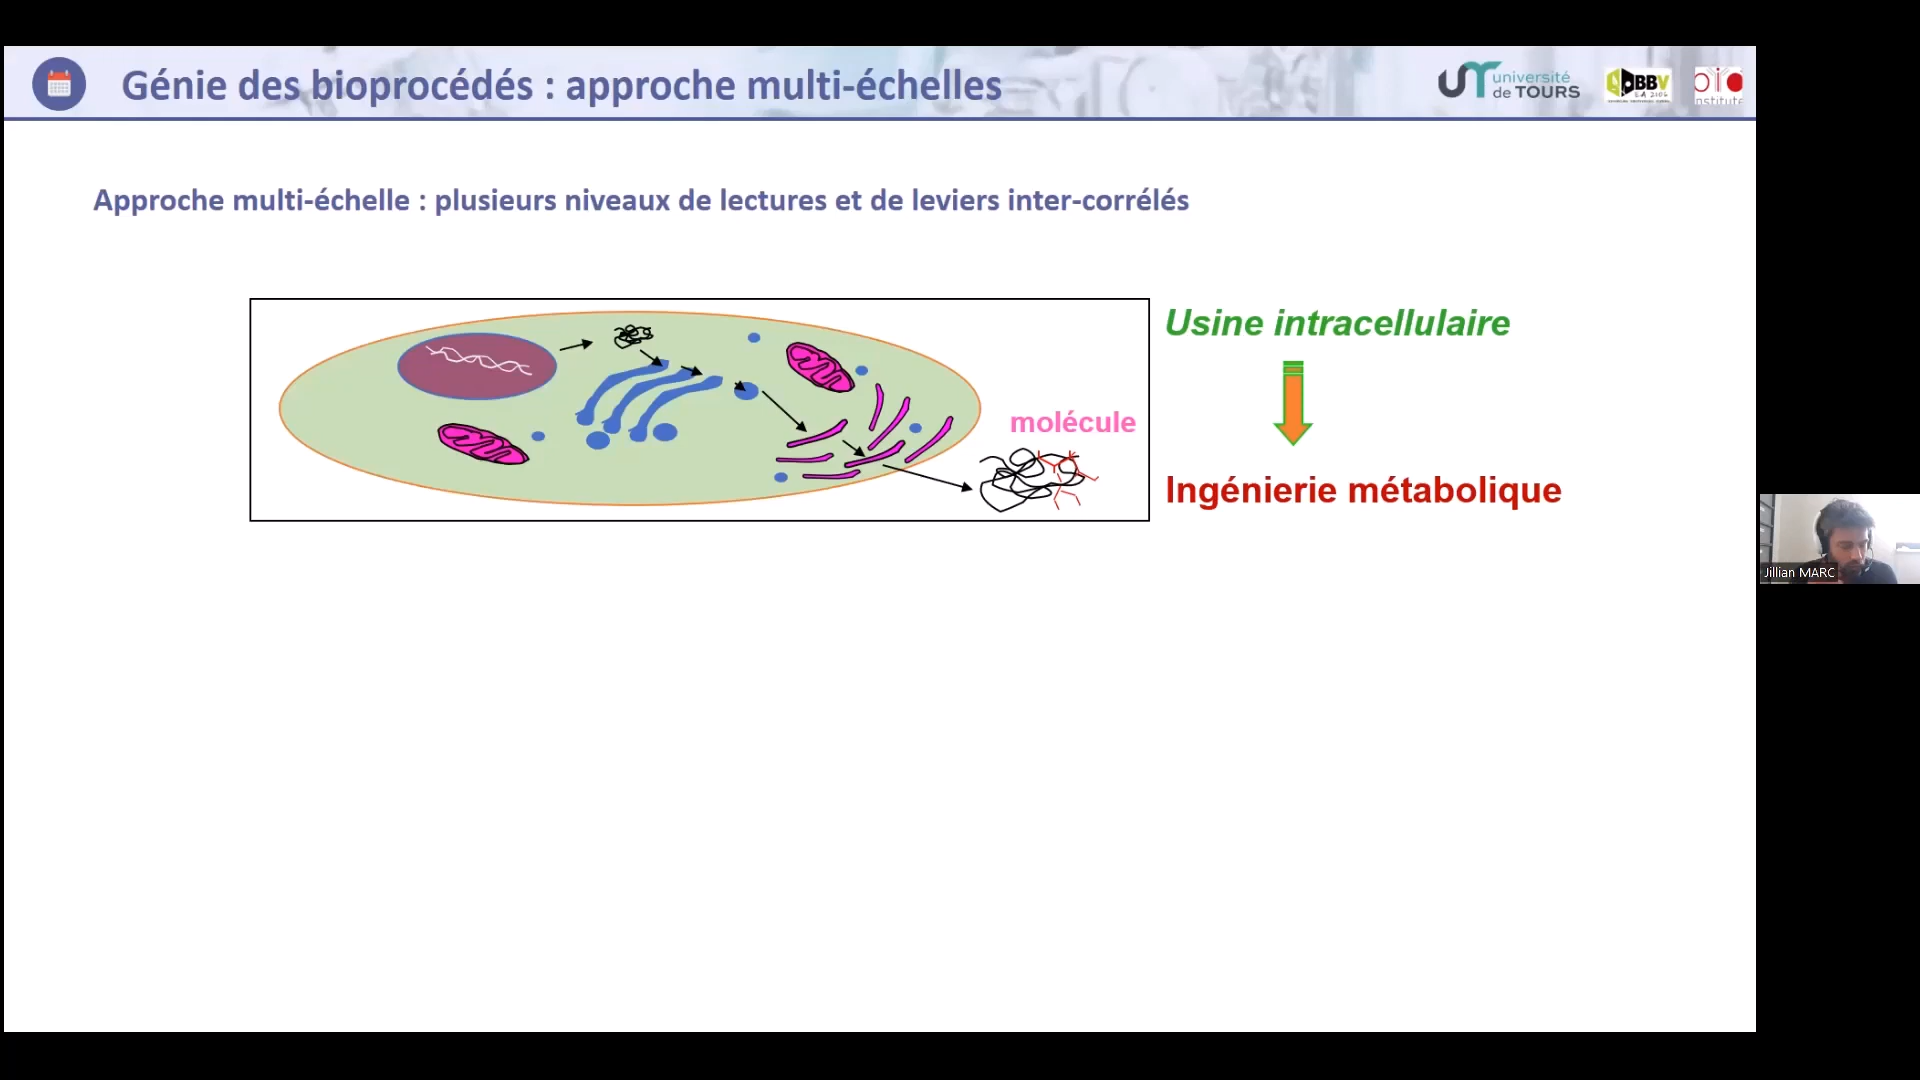 Génie des bioprocédés : approche multi-échelles
université
de TOURS
BBV
Approche multi-échelle : plusieurs niveaux de lectures et de leviers inter-corrélés
Usine intracellulaire
molécule
Ingénierie métabolique
Jillian MARC